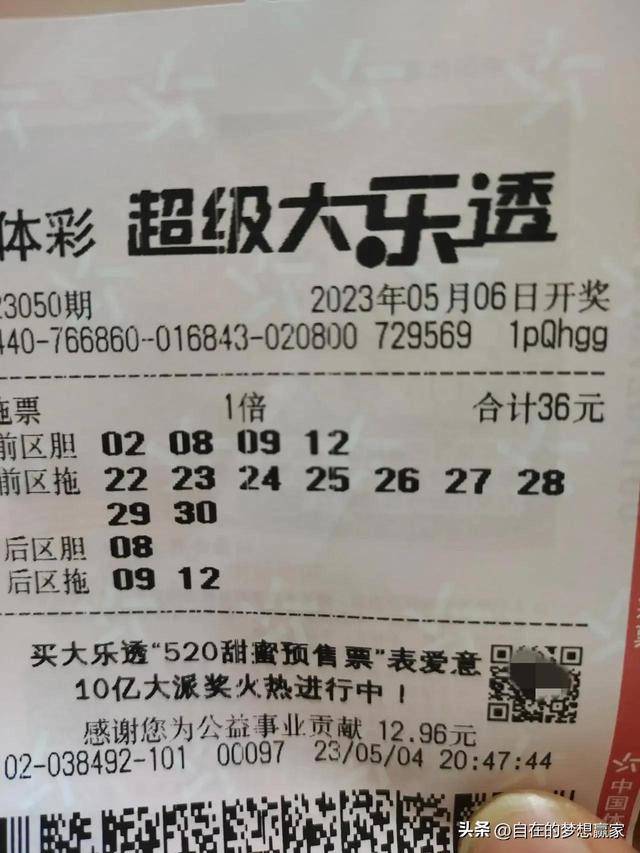 体彩 超级大乐透
23050期 2023年05月06日开奖
440-766860-016843-020800 729569 1pQhgg
拖票 1倍 合计36元
前区胆 02 08 09 12
前区拖 22 23 24 25 26 27 28
29 30
后区胆 08
后区拖 09 12
买大乐透“520甜蜜预售票”表爱意
10亿大派奖火热进行中！
感谢您为公益事业贡献 12.96元
02-038492-101 00097 23/05/04 20:47:44
中国体
头条 @自在的梦想赢家